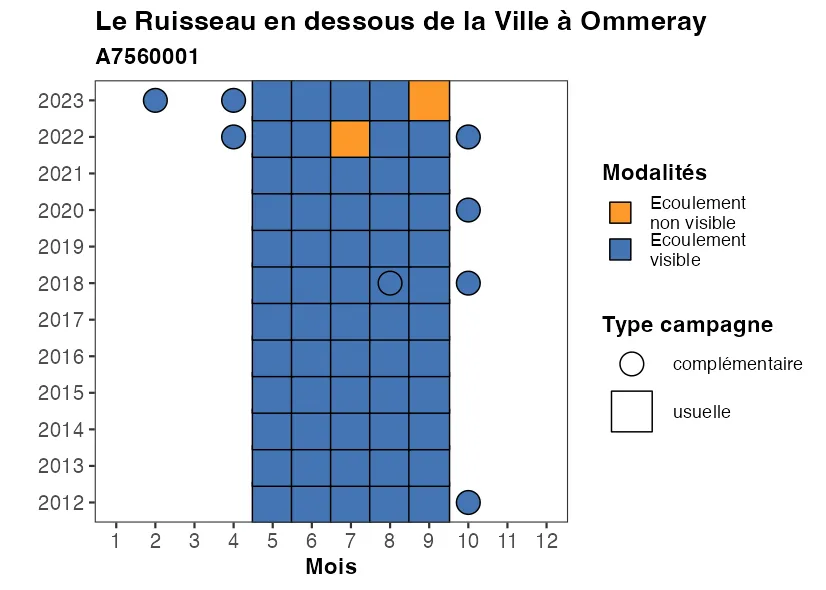 Le Ruisseau en dessous de la Ville à Ommeray
A7560001
2023
2022
2021
2020
2019
2018
2017
2016
2015
2014
2013
2012
1 2 3 4 5 6 7 8 9 10 11 12
Mois
Modalités
Ecoulement
non visible
Ecoulement
visible
Type campagne
complémentaire
usuelle